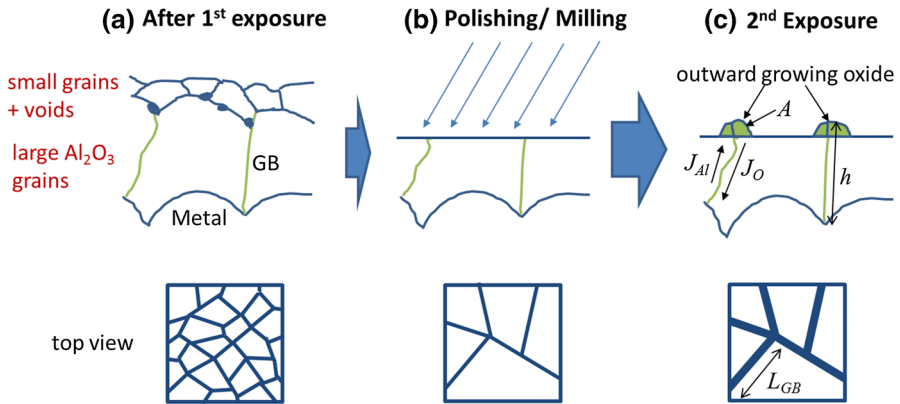 (a) After 1st exposure
(b) Polishing/ Milling
(c) 2nd Exposure
small grains
+ voids
large Al2O3
grains
GB
Metal
outward growing oxide
A
JAl
JO
h
top view
LGB